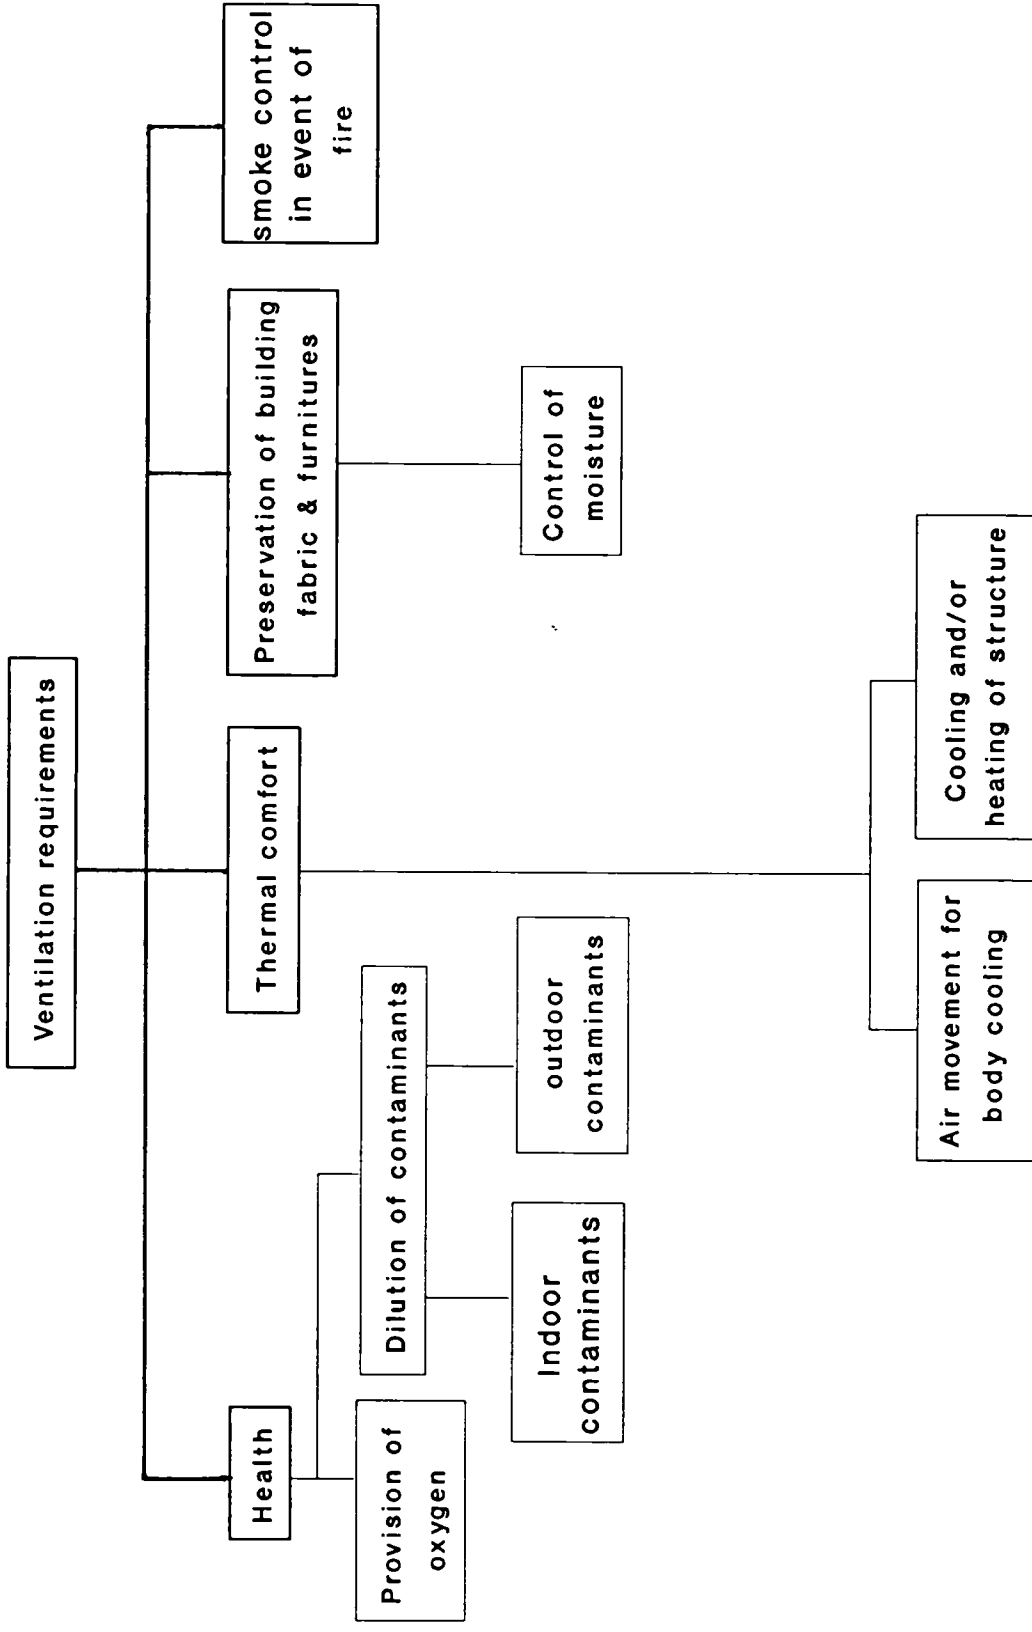 Ventilation requirements
Health
Thermal comfort
Preservation of building
fabric & furnitures
smoke control
in event of
fire
Provision of
oxygen
Dilution of contaminants
Indoor
contaminants
outdoor
contaminants
Control of
moisture
Air movement for
body cooling
Cooling and/or
heating of structure